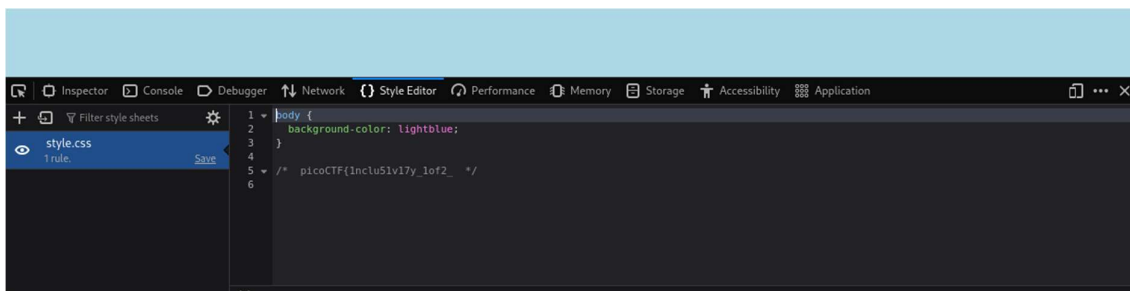 Inspector Console Debugger Network {} Style Editor Performance Memory Storage Accessibility Application
Filter style sheets
style.css
1 rule. Save
1 body {
2 background-color: lightblue;
3 }
4
5 /* picoCTF{1nclu51v17y_1of2_ */
6